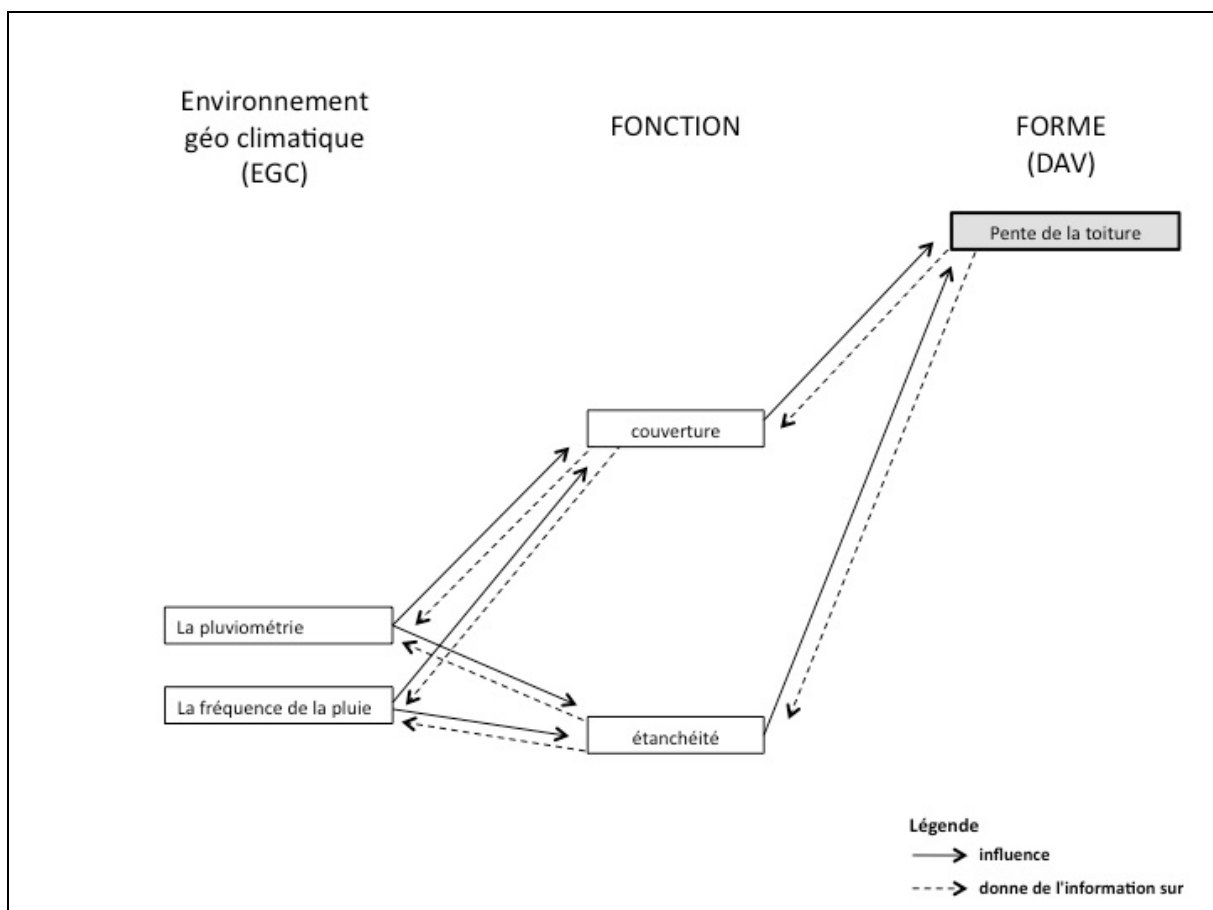 Environnement
géo climatique
(EGC)
FONCTION
FORME
(DAV)
Pente de la toiture
couverture
La pluviométrie
La fréquence de la pluie
étanchéité
Légende
influence
donne de l'information sur